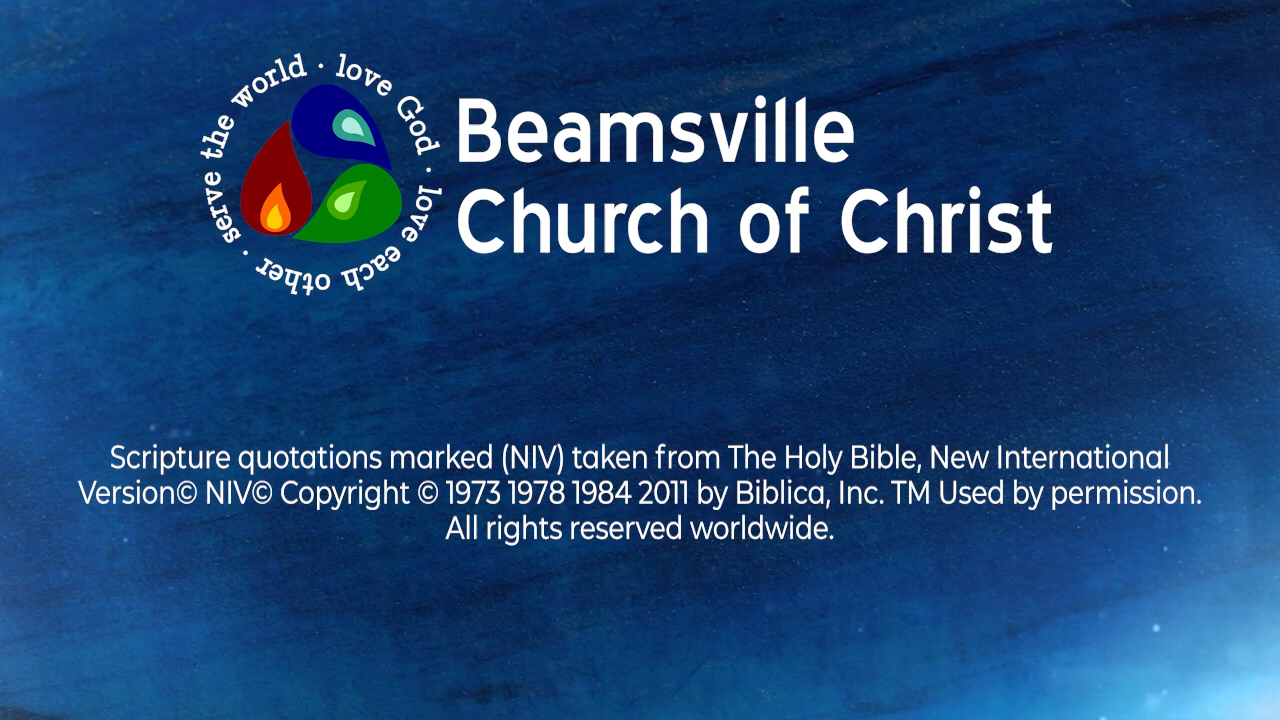 love God · love each other · serve the world ·
Beamsville
Church of Christ
Scripture quotations marked (NIV) taken from The Holy Bible, New International
Version© NIV© Copyright © 1973 1978 1984 2011 by Biblica, Inc. TM Used by permission.
All rights reserved worldwide.